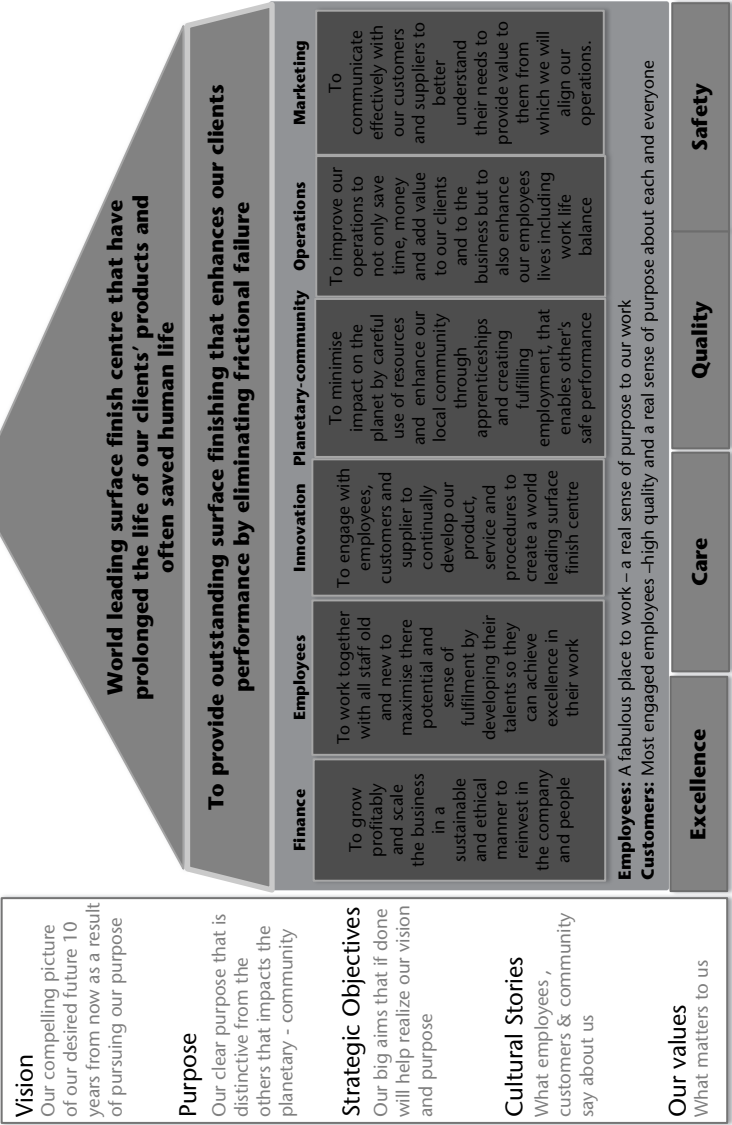 Vision
Our compelling picture
of our desired future 10
years from now as a result
of pursuing our purpose
World leading surface finish centre that have
prolonged the life of our clients’ products and
often saved human life
Purpose
Our clear purpose that is
distinctive from the
others that impacts the
planetary - community
To provide outstanding surface finishing that enhances our clients
performance by eliminating frictional failure
Strategic Objectives
Our big aims that if done
will help realize our vision
and purpose
Finance
To grow
profitably
and scale
the business
in a
sustainable
and ethical
manner to
reinvest in
the company
and people
Employees
To work together
with all staff old
and new to
maximise there
potential and
sense of
fulfilment by
developing their
talents so they
can achieve
excellence in
their work
Innovation
To engage with
employees,
customers and
supplier to
continually
develop our
product,
service and
procedures to
create a world
leading surface
finish centre
Planetary-community
To minimise
impact on the
planet by careful
use of resources
and enhance our
local community
through
apprenticeships
and creating
fulfilling
employment, that
enables other’s
safe performance
Operations
To improve our
operations to
not only save
time, money
and add value
to our clients
and to the
business but to
also enhance
our employees
lives including
work life
balance
Marketing
To
communicate
effectively with
our customers
and suppliers to
better
understand
their needs to
provide value to
them from
which we will
align our
operations.
Cultural Stories
What employees ,
customers & community
say about us
Employees: A fabulous place to work – a real sense of purpose to our work
Customers: Most engaged employees –high quality and a real sense of purpose about each and everyone
Our values
What matters to us
Excellence
Care
Quality
Safety